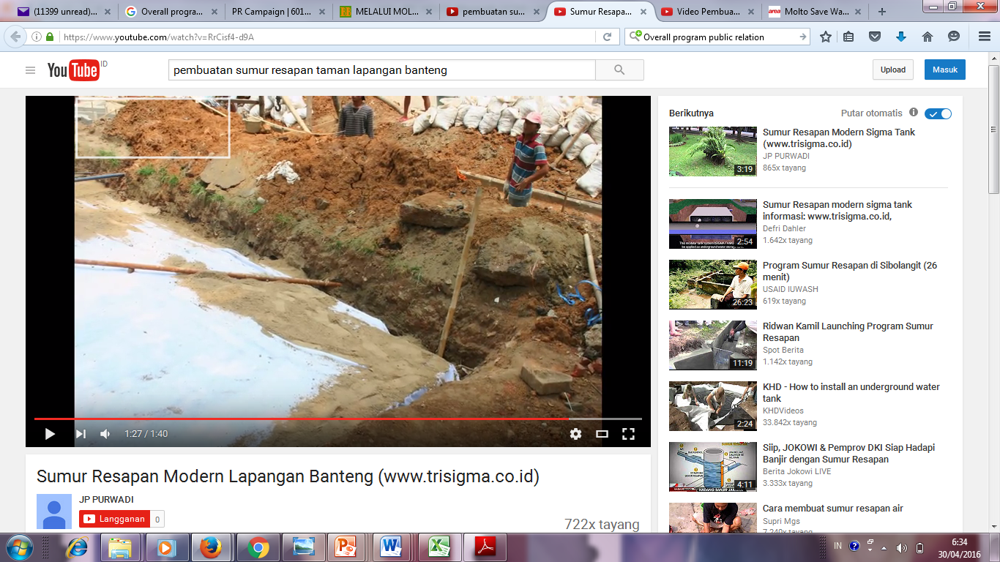 (11399 unread)...
Overall progra...
PR Campaign | 601...
MELALUI MOL...
pembuatan su...
Sumur Resapa...
Video Pembua...
Molto Save Wa...
https://www.youtube.com/watch?v=RrCisf4-d9A
Overall program public relation
YouTube ID
pembuatan sumur resapan taman lapangan banteng
Upload
Masuk
1:27 / 1:40
Sumur Resapan Modern Lapangan Banteng (www.trisigma.co.id)
JP PURWADI
Langganan 0
722x tayang
Berikutnya
Putar otomatis
Sumur Resapan Modern Sigma Tank
(www.trisigma.co.id)
JP PURWADI
865x tayang
3:19
Sumur Resapan modern sigma tank
informasi: www.trisigma.co.id,
Defri Dahler
1.642x tayang
2:54
Program Sumur Resapan di Sibolangit (26
menit)
USAID IUWASH
619x tayang
26:23
Ridwan Kamil Launching Program Sumur
Resapan
Spot Berita
1.142x tayang
11:19
KHD - How to install an underground water
tank
KHDVideos
33.842x tayang
2:24
Siip, JOKOWI & Pemprov DKI Siap Hadapi
Banjir dengan Sumur Resapan
Berita Jokowi LIVE
3.333x tayang
4:11
Cara membuat sumur resapan air
Supri Mgs
7.240x tayang
IN
6:34
30/04/2016